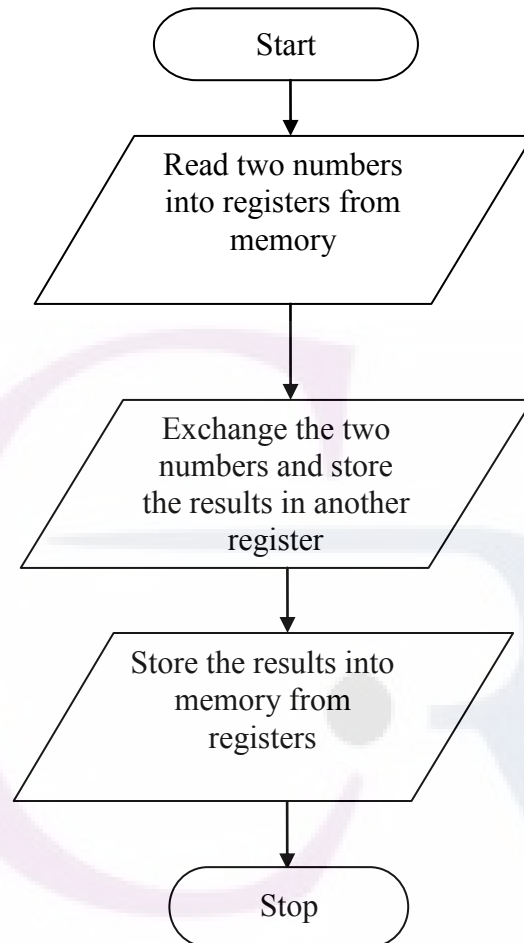 Start
Read two numbers
into registers from
memory
Exchange the two
numbers and store
the results in another
register
Store the results into
memory from
registers
Stop